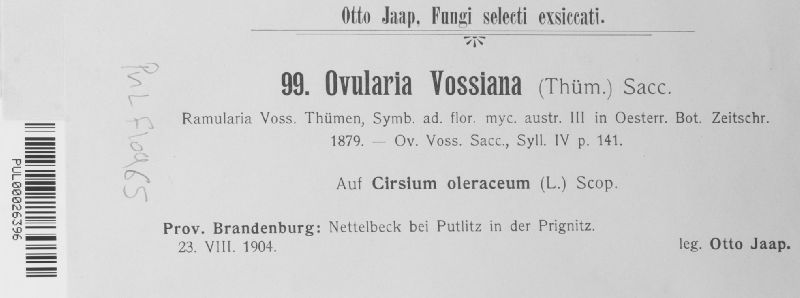 Otto Jaap, Fungi selecti exsiccati.
99. Ovularia Vossiana (Thüm.) Sacc.
Ramularia Voss. Thümen, Symb. ad. flor. myc. austr. III in Oesterr. Bot. Zeitschr.
1879. — Ov. Voss. Sacc., Syll. IV p. 141.
Auf Cirsium oleraceum (L.) Scop.
Prov. Brandenburg: Nettelbeck bei Putlitz in der Prignitz.
23. VIII. 1904.
leg. Otto Jaap.
PUL F1095
PUL00026396